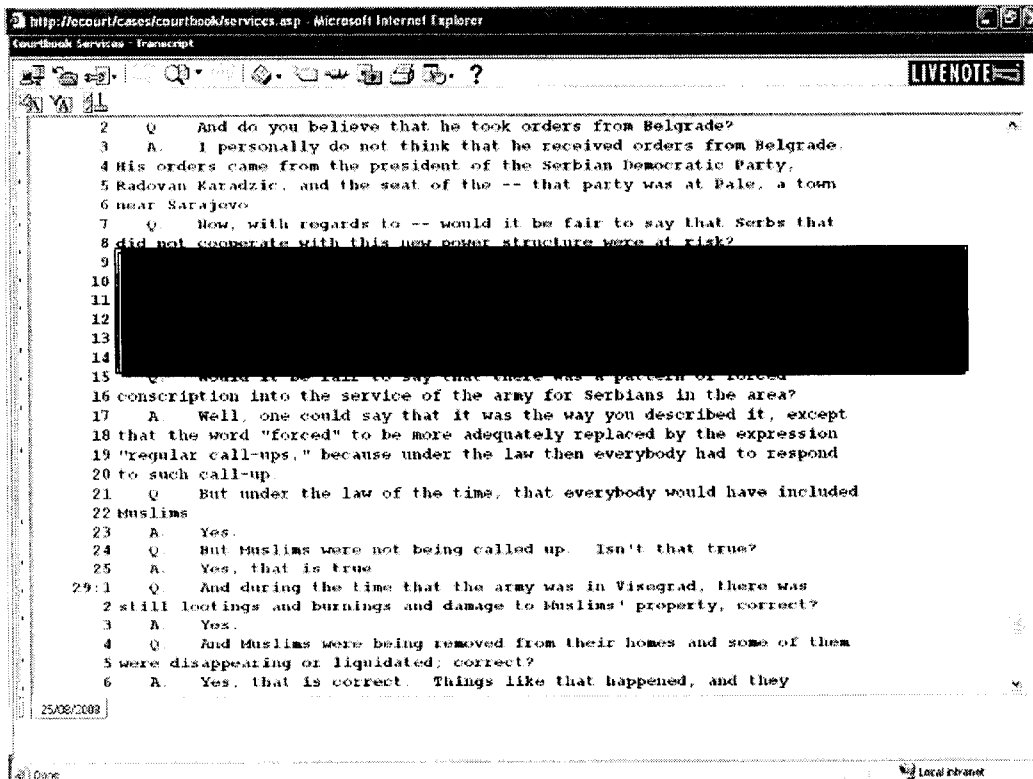 http://ecourt/cases/courtbook/services.asp - Microsoft Internet Explorer
Courtbook Services - Transcript
?
LIVENOTE
2 Q And do you believe that he took orders from Belgrade?
3 A. I personally do not think that he received orders from Belgrade.
4 His orders came from the president of the Serbian Democratic Party,
5 Radovan Karadzic, and the seat of the -- that party was at Pale, a town
6 near Sarajevo
7 Q. Now, with regards to -- would it be fair to say that Serbs that
8 did not cooperate with this new power structure were at risk?
9
10
11
12
13
14
15 Q. Would it be fair to say that there was a pattern of forced
16 conscription into the service of the army for Serbians in the area?
17 A. Well, one could say that it was the way you described it, except
18 that the word "forced" to be more adequately replaced by the expression
19 "regular call-ups," because under the law then everybody had to respond
20 to such call-up.
21 Q But under the law of the time, that everybody would have included
22 Muslims
23 A. Yes.
24 Q. But Muslims were not being called up. Isn't that true?
25 A. Yes, that is true
29:1 Q. And during the time that the army was in Visegrad, there was
2 still lootings and burnings and damage to Muslims' property, correct?
3 A. Yes.
4 Q. And Muslims were being removed from their homes and some of them
5 were disappearing or liquidated; correct?
6 A. Yes, that is correct. Things like that happened, and they
Done
Local intranet